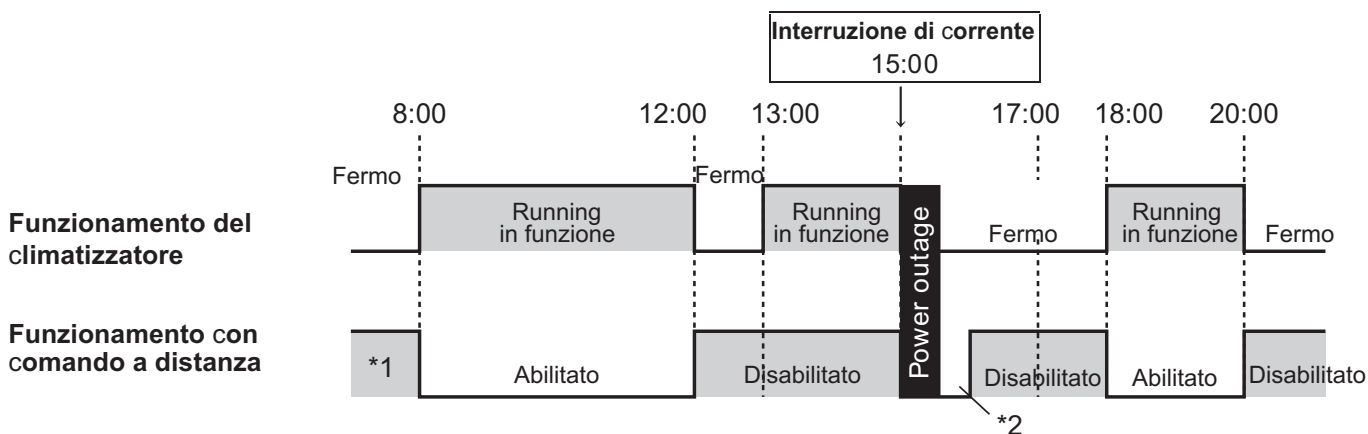 Interruzione di corrente
15:00
8:00 12:00 13:00 17:00 18:00 20:00
Fermo Fermo
Funzionamento del
climatizzatore
Running
in funzione
Running
in funzione
Power outage
Fermo
Running
in funzione
Fermo
Funzionamento con
comando a distanza
*1 Abilitato Disabilitato Disabilitato Abilitato Disabilitato
*2